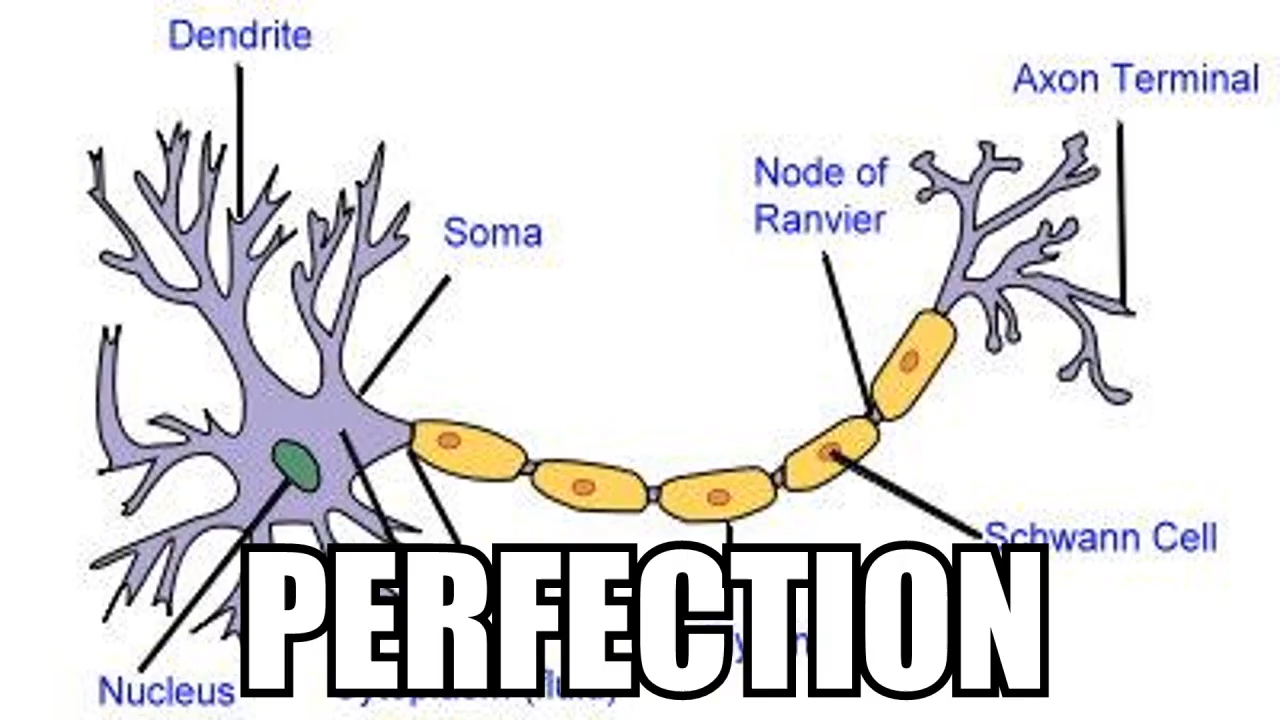 Dendrite
Axon Terminal
Node of
Ranvier
Soma
Schwann Cell
PERFECTION
Nucleus